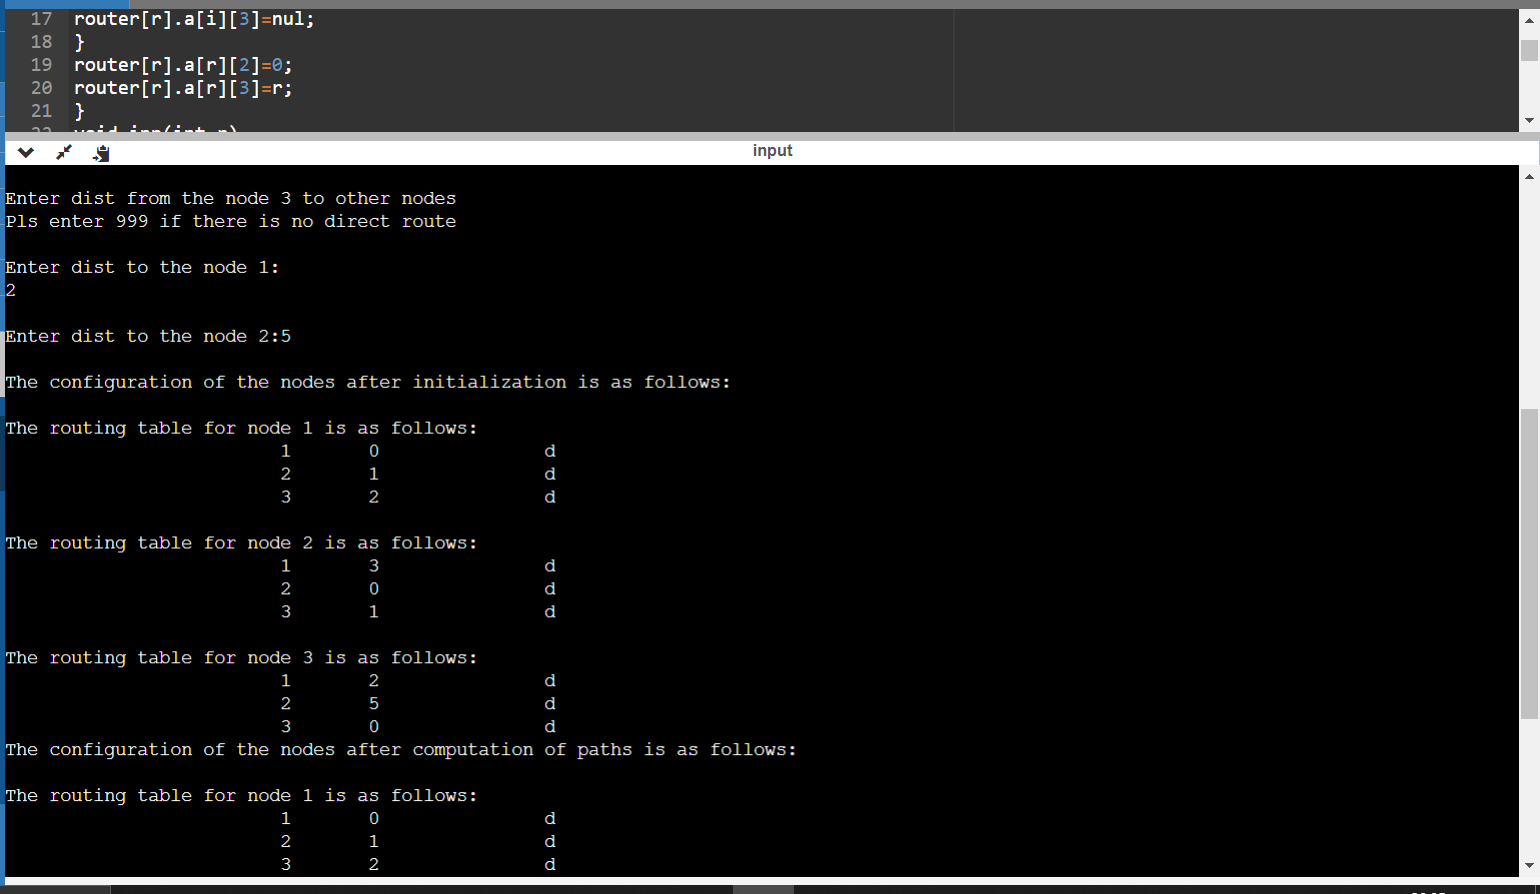 17 router[r].a[i][3]=nul;
18 }
19 router[r].a[r][2]=0;
20 router[r].a[r][3]=r;
21 }
input
Enter dist from the node 3 to other nodes
Pls enter 999 if there is no direct route
Enter dist to the node 1:
2
Enter dist to the node 2:5
The configuration of the nodes after initialization is as follows:
The routing table for node 1 is as follows:
1 0 d
2 1 d
3 2 d
The routing table for node 2 is as follows:
1 3 d
2 0 d
3 1 d
The routing table for node 3 is as follows:
1 2 d
2 5 d
3 0 d
The configuration of the nodes after computation of paths is as follows:
The routing table for node 1 is as follows:
1 0 d
2 1 d
3 2 d